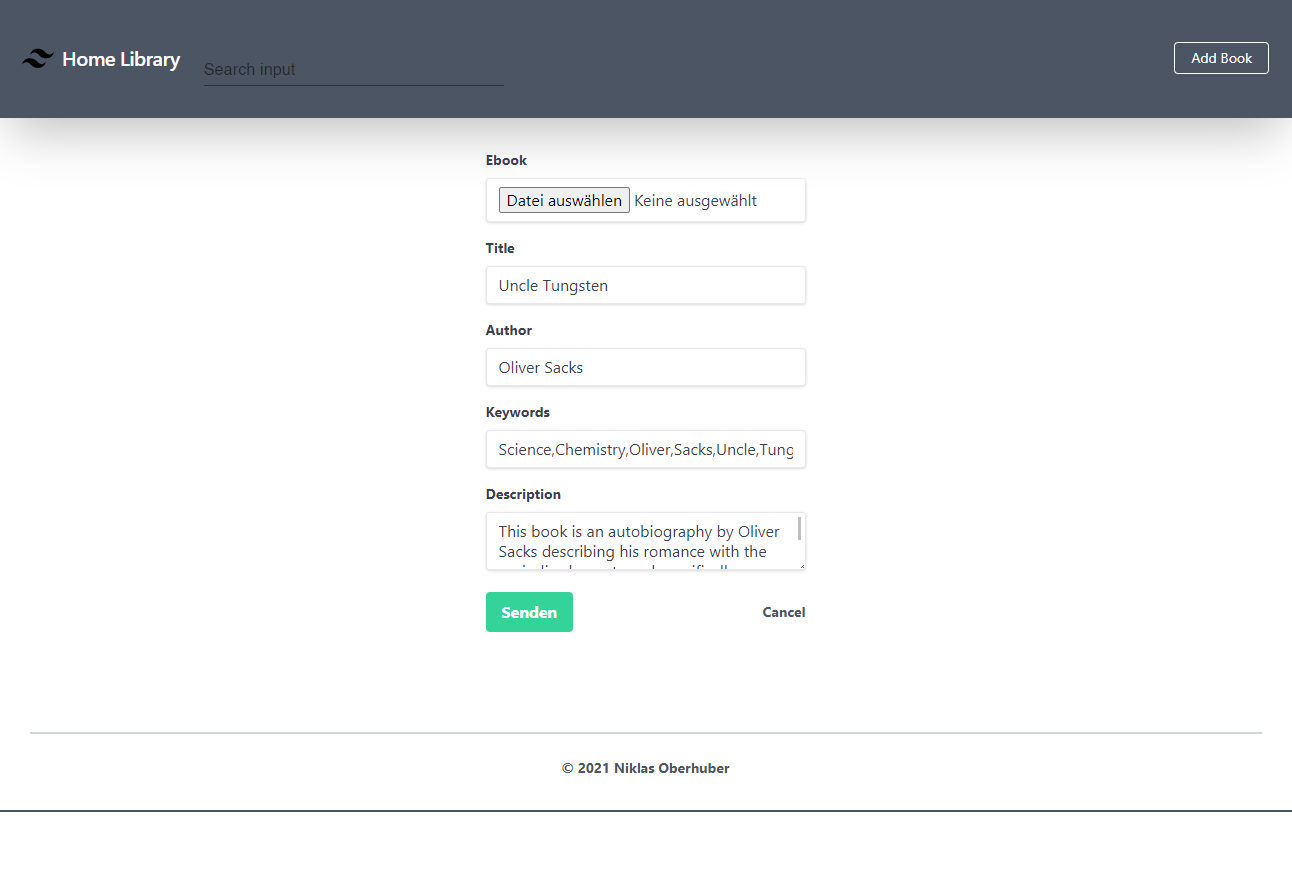 Home Library
Search input
Add Book
Ebook
Datei auswählen Keine ausgewählt
Title
Uncle Tungsten
Author
Oliver Sacks
Keywords
Science,Chemistry,Oliver,Sacks,Uncle,Tung
Description
This book is an autobiography by Oliver
Sacks describing his romance with the
Senden
Cancel
© 2021 Niklas Oberhuber